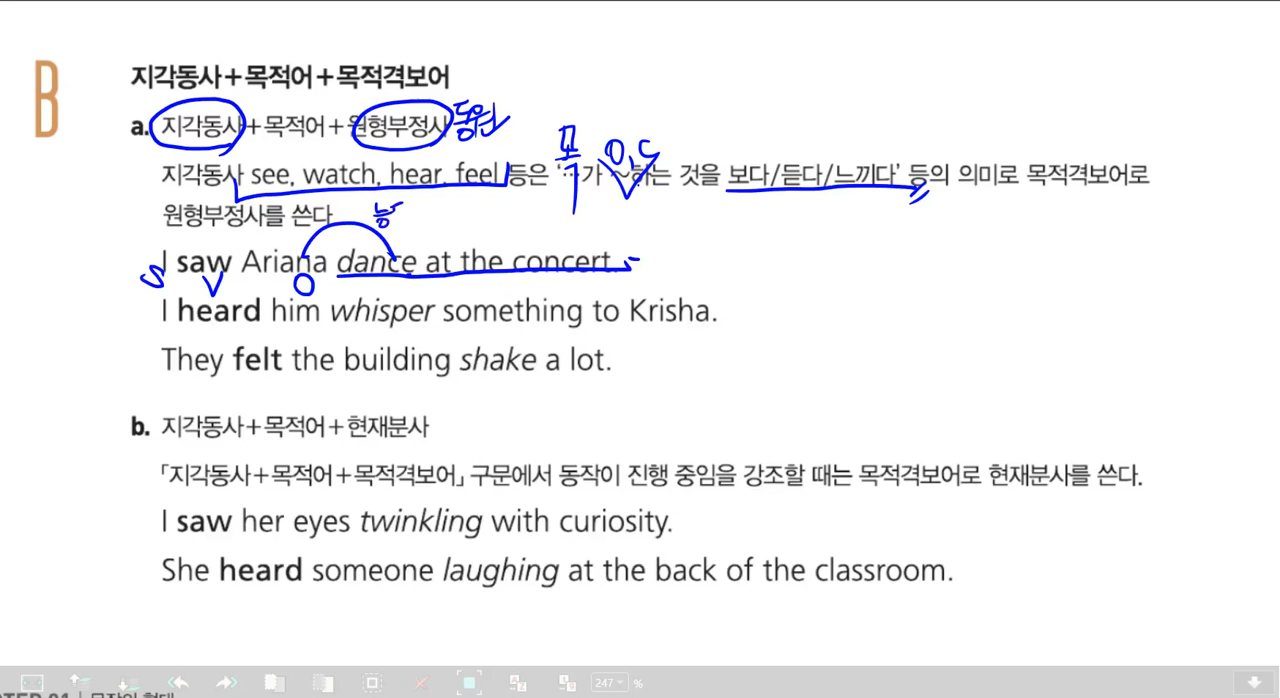 B
지각동사+목적어+목적격보어
a. 지각동사+목적어+원형부정사 동원
목 O.C
지각동사 see, watch, hear, feel 등은 ‘…가 ~하는 것을 보다/듣다/느끼다’ 등의 의미로 목적격보어로
원형부정사를 쓴다.
능
I saw Ariana dance at the concert.
S V O
I heard him whisper something to Krisha.
They felt the building shake a lot.
b. 지각동사+목적어+현재분사
「지각동사+목적어+목적격보어」 구문에서 동작이 진행 중임을 강조할 때는 목적격보어로 현재분사를 쓴다.
I saw her eyes twinkling with curiosity.
She heard someone laughing at the back of the classroom.
247 %